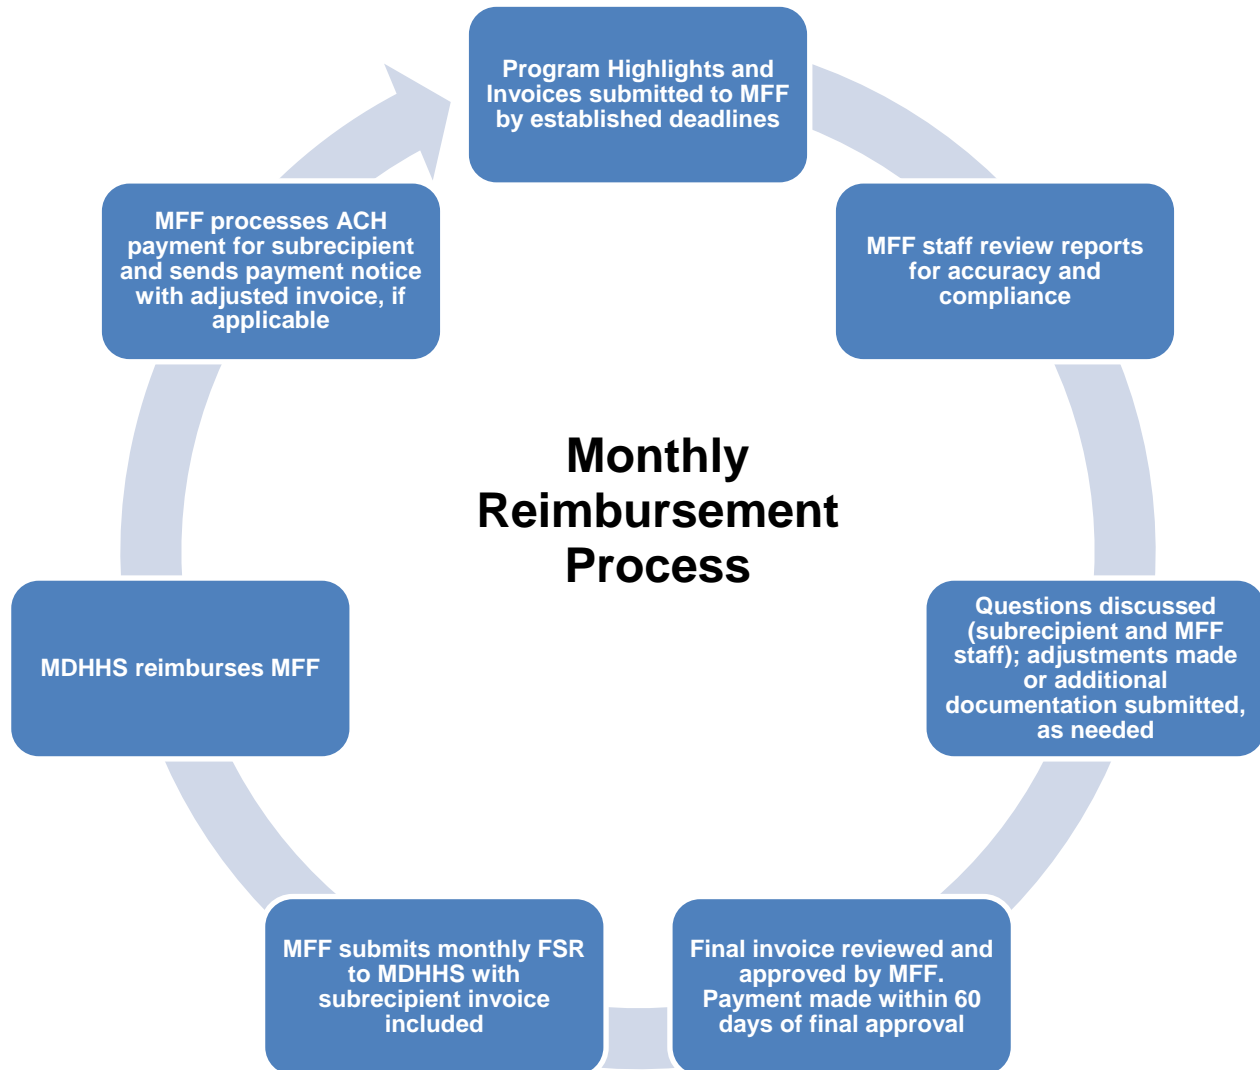 Program Highlights and
Invoices submitted to MFF
by established deadlines
MFF staff review reports
for accuracy and
compliance
Questions discussed
(subrecipient and MFF
staff); adjustments made
or additional
documentation submitted,
as needed
Final invoice reviewed and
approved by MFF.
Payment made within 60
days of final approval
MFF submits monthly FSR
to MDHHS with
subrecipient invoice
included
MDHHS reimburses MFF
MFF processes ACH
payment for subrecipient
and sends payment notice
with adjusted invoice, if
applicable
Monthly
Reimbursement
Process